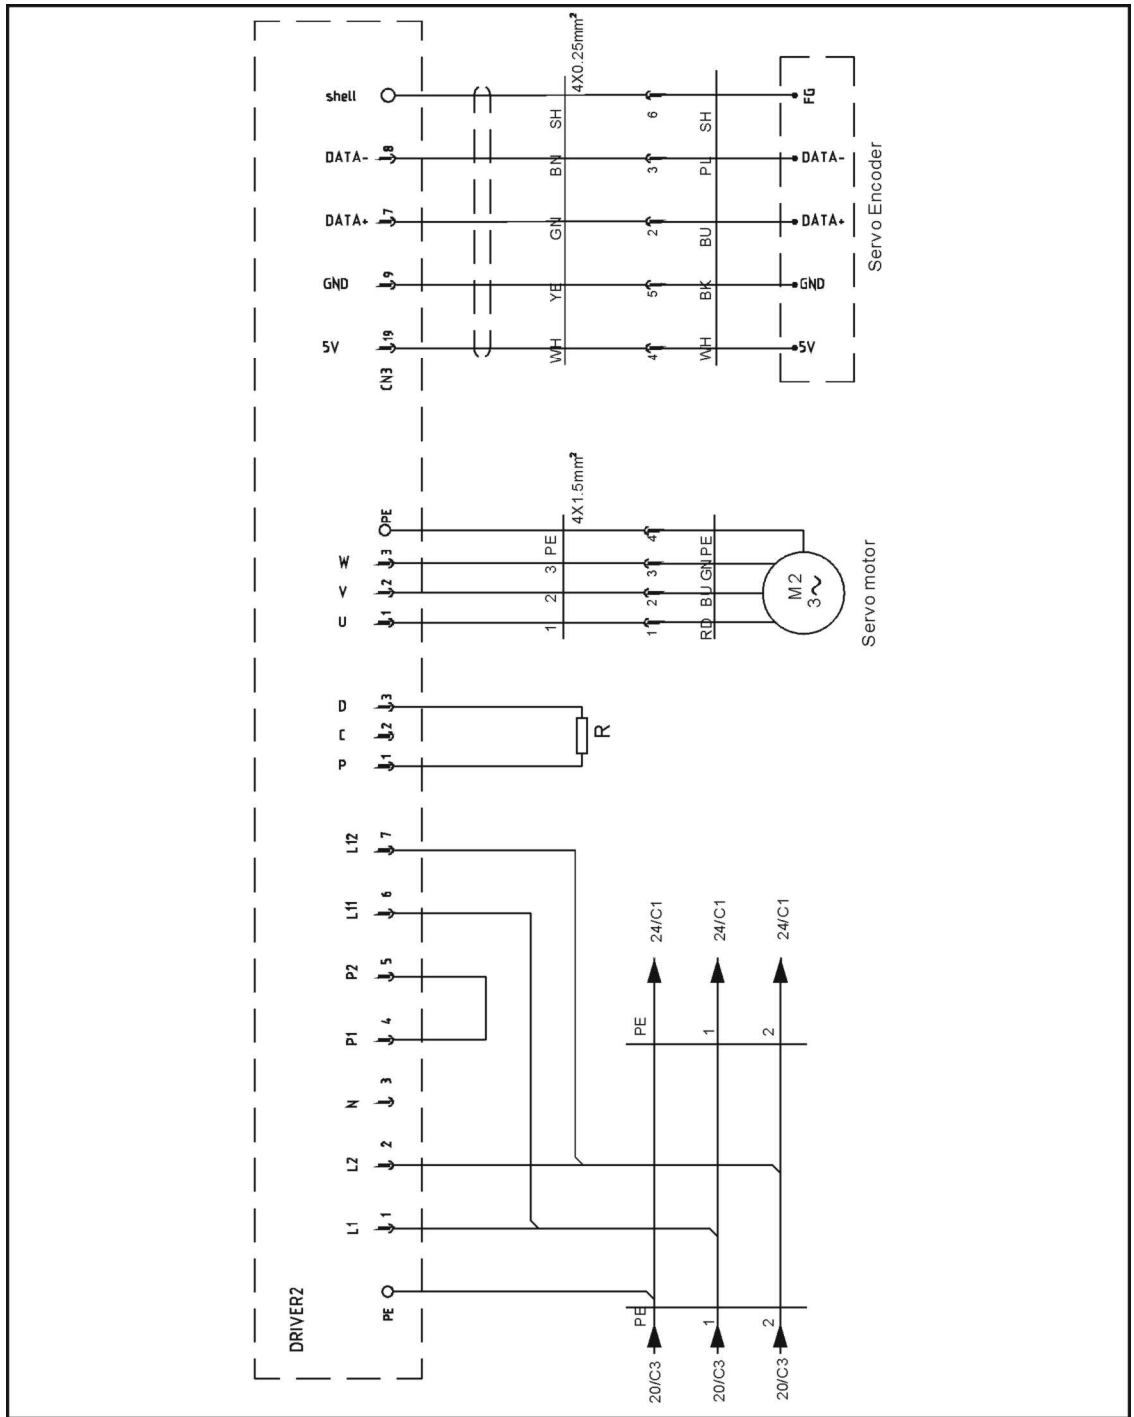 4X0.25mm²
shell
SH
6
SH
FG
DATA-
8
BN
3
PL
DATA-
DATA+
7
GN
2
BU
DATA+
GND
9
YE
5
BK
GND
5V
19
WH
4
WH
5V
CN3
Servo Encoder
4X1.5mm²
PE
PE
4
PE
W
3
3
3
GN
V
2
2
2
BU
U
1
1
1
RD
M2
3~
Servo motor
D
3
C
2
R
P
1
L12
7
L11
6
24/C1
24/C1
24/C1
P2
5
P1
4
PE
1
2
N
3
L2
2
L1
1
PE
DRIVER2
PE
1
2
20/C3
20/C3
20/C3